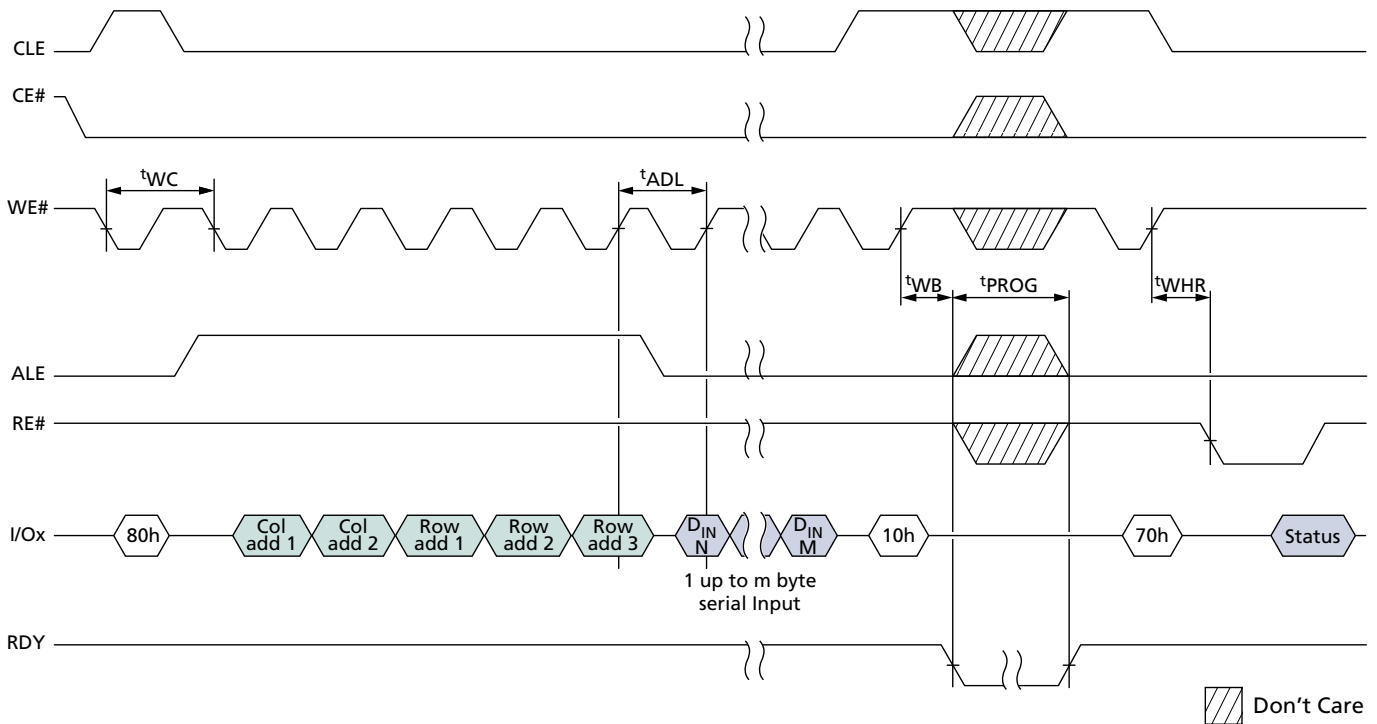 CLE
CE#
tWC
tADL
WE#
tWB
tPROG
tWHR
ALE
RE#
I/Ox
80h
Col add 1
Col add 2
Row add 1
Row add 2
Row add 3
DIN N
DIN M
10h
70h
Status
1 up to m byte
serial Input
RDY
Don't Care